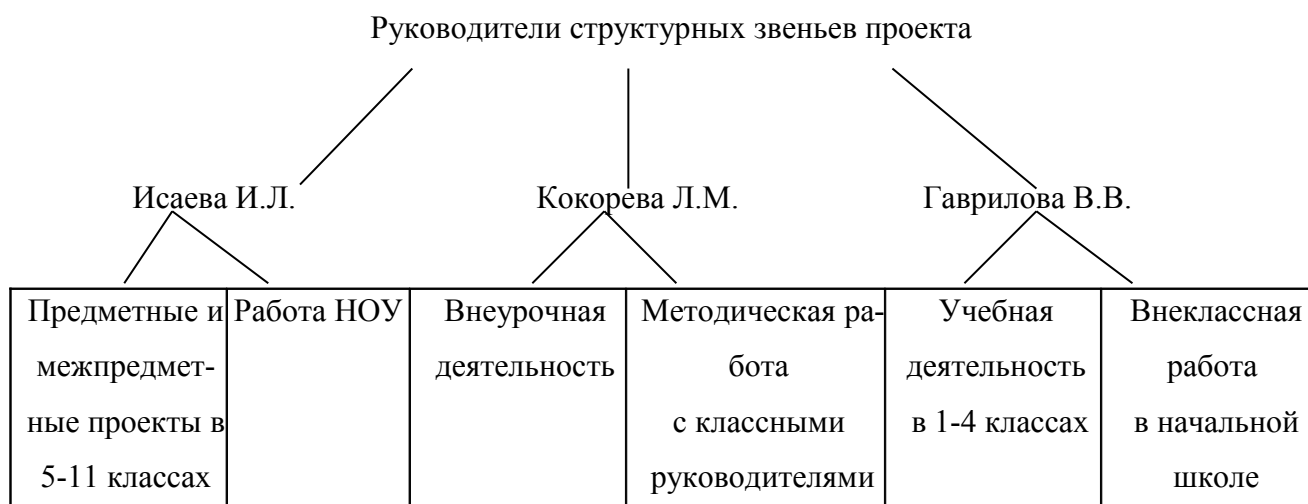 Руководители структурных звеньев проекта
Исаева И.Л.
Кокорева Л.М.
Гаврилова В.В.
Предметные и
межпредмет-
ные проекты в
5-11 классах
Работа НОУ
Внеурочная
деятельность
Методическая ра-
бота
с классными
руководителями
Учебная
деятельность
в 1-4 классах
Внеклассная
работа
в начальной
школе